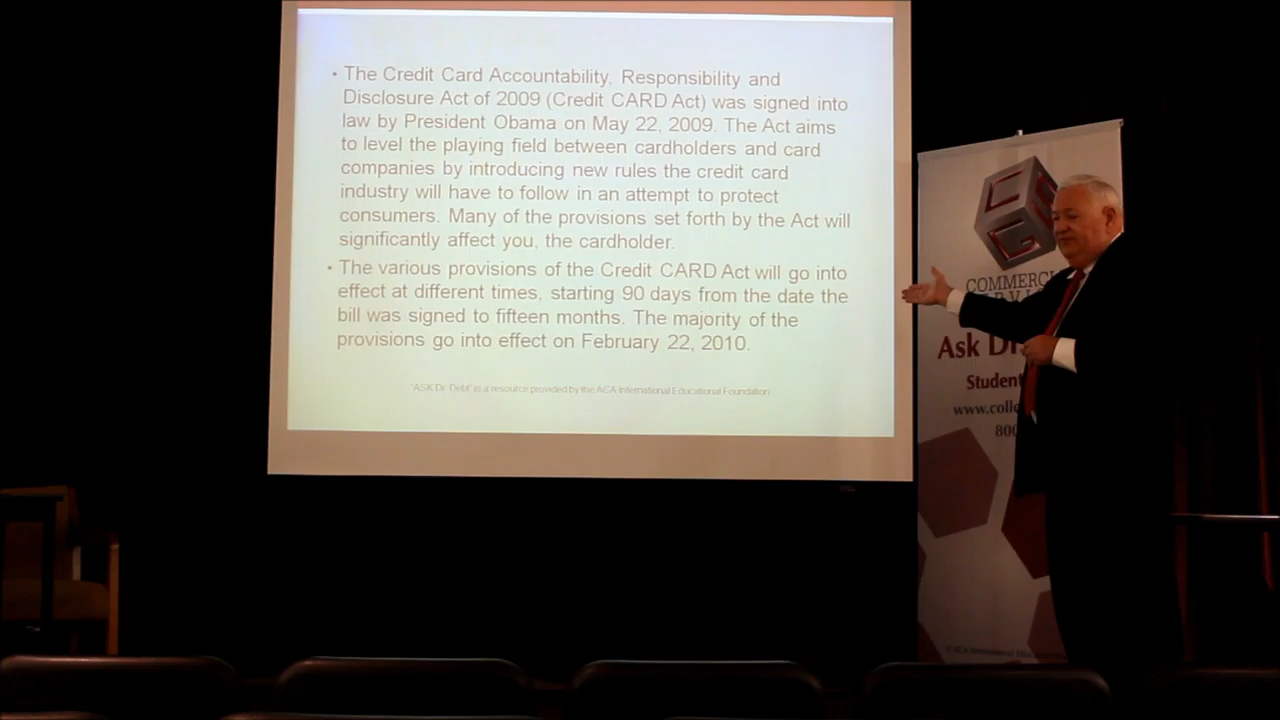 • The Credit Card Accountability, Responsibility and
Disclosure Act of 2009 (Credit CARD Act) was signed into
law by President Obama on May 22, 2009. The Act aims
to level the playing field between cardholders and card
companies by introducing new rules the credit card
industry will have to follow in an attempt to protect
consumers. Many of the provisions set forth by the Act will
significantly affect you, the cardholder.
• The various provisions of the Credit CARD Act will go into
effect at different times, starting 90 days from the date the
bill was signed to fifteen months. The majority of the
provisions go into effect on February 22, 2010.
"ASK Dr. Debt" is a resource provided by the ACA International Educational Foundation
CSG
COMMERC
Ask D
Student
www.coll
800
©ACA International